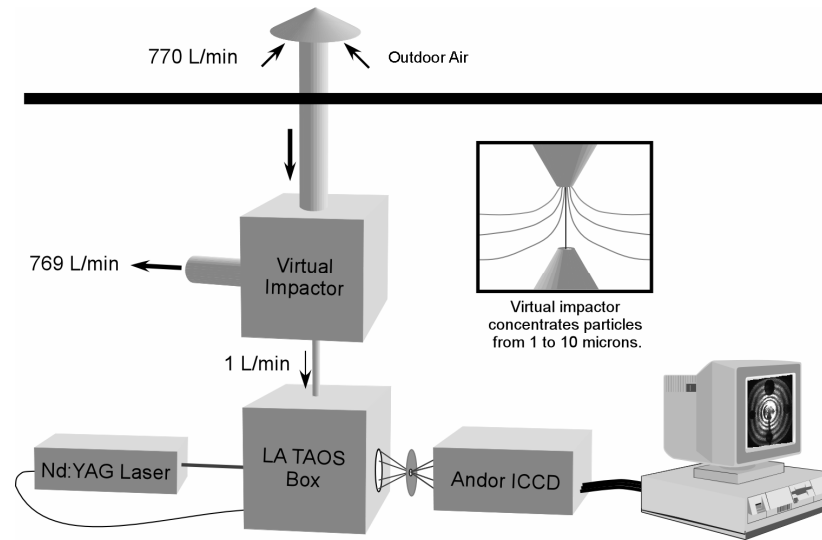 770 L/min
Outdoor Air
769 L/min
Virtual
Impactor
Virtual impactor
concentrates particles
from 1 to 10 microns.
1 L/min
Nd:YAG Laser
LA TAOS
Box
Andor ICCD